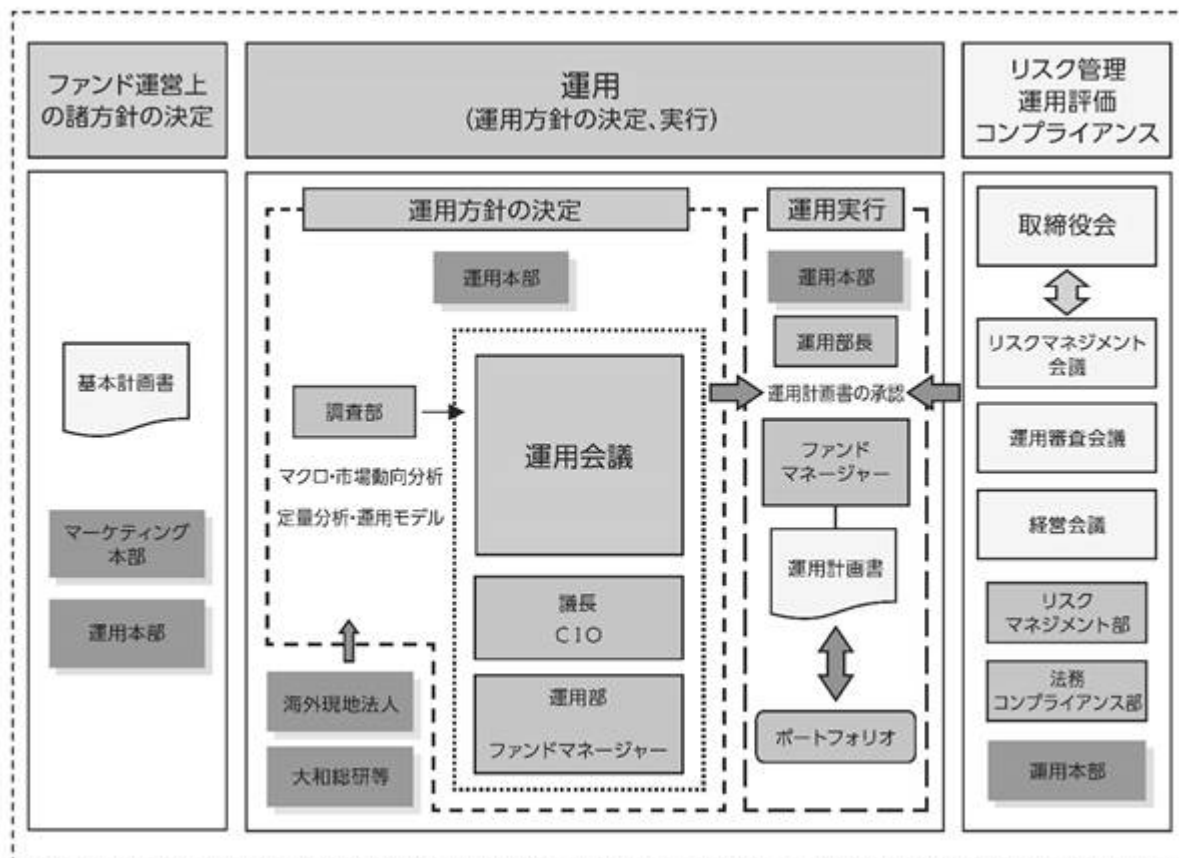 ファンド運営上
の諸方針の決定
運用
(運用方針の決定、実行)
リスク管理
運用評価
コンプライアンス
基本計画書
マーケティング
本部
運用本部
運用方針の決定
運用本部
調査部
マクロ・市場動向分析
定量分析・運用モデル
運用会議
議長
CIO
運用部
ファンドマネージャー
海外現地法人
大和総研等
運用実行
運用本部
運用部長
運用計画書の承認
ファンド
マネージャー
運用計画書
ポートフォリオ
取締役会
リスクマネジメント
会議
運用審査会議
経営会議
リスク
マネジメント部
法務
コンプライアンス部
運用本部